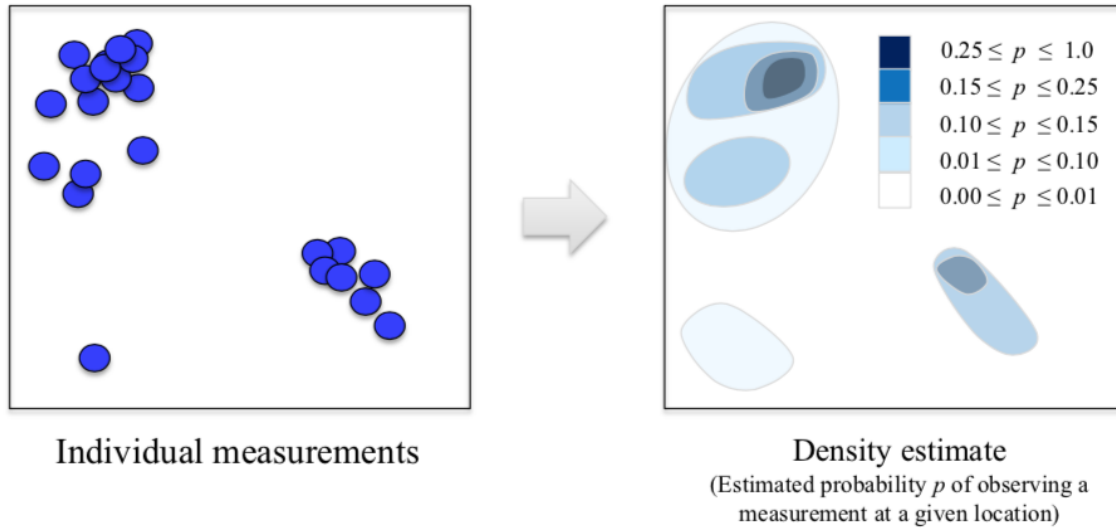 0.25 ≤ p ≤ 1.0
0.15 ≤ p ≤0.25
0.10 ≤ p ≤0.15
0.01 ≤ p ≤0.10
0.00 ≤ p ≤0.01
Individual measurements
Density estimate
(Estimated probability p of observing a
measurement at a given location)